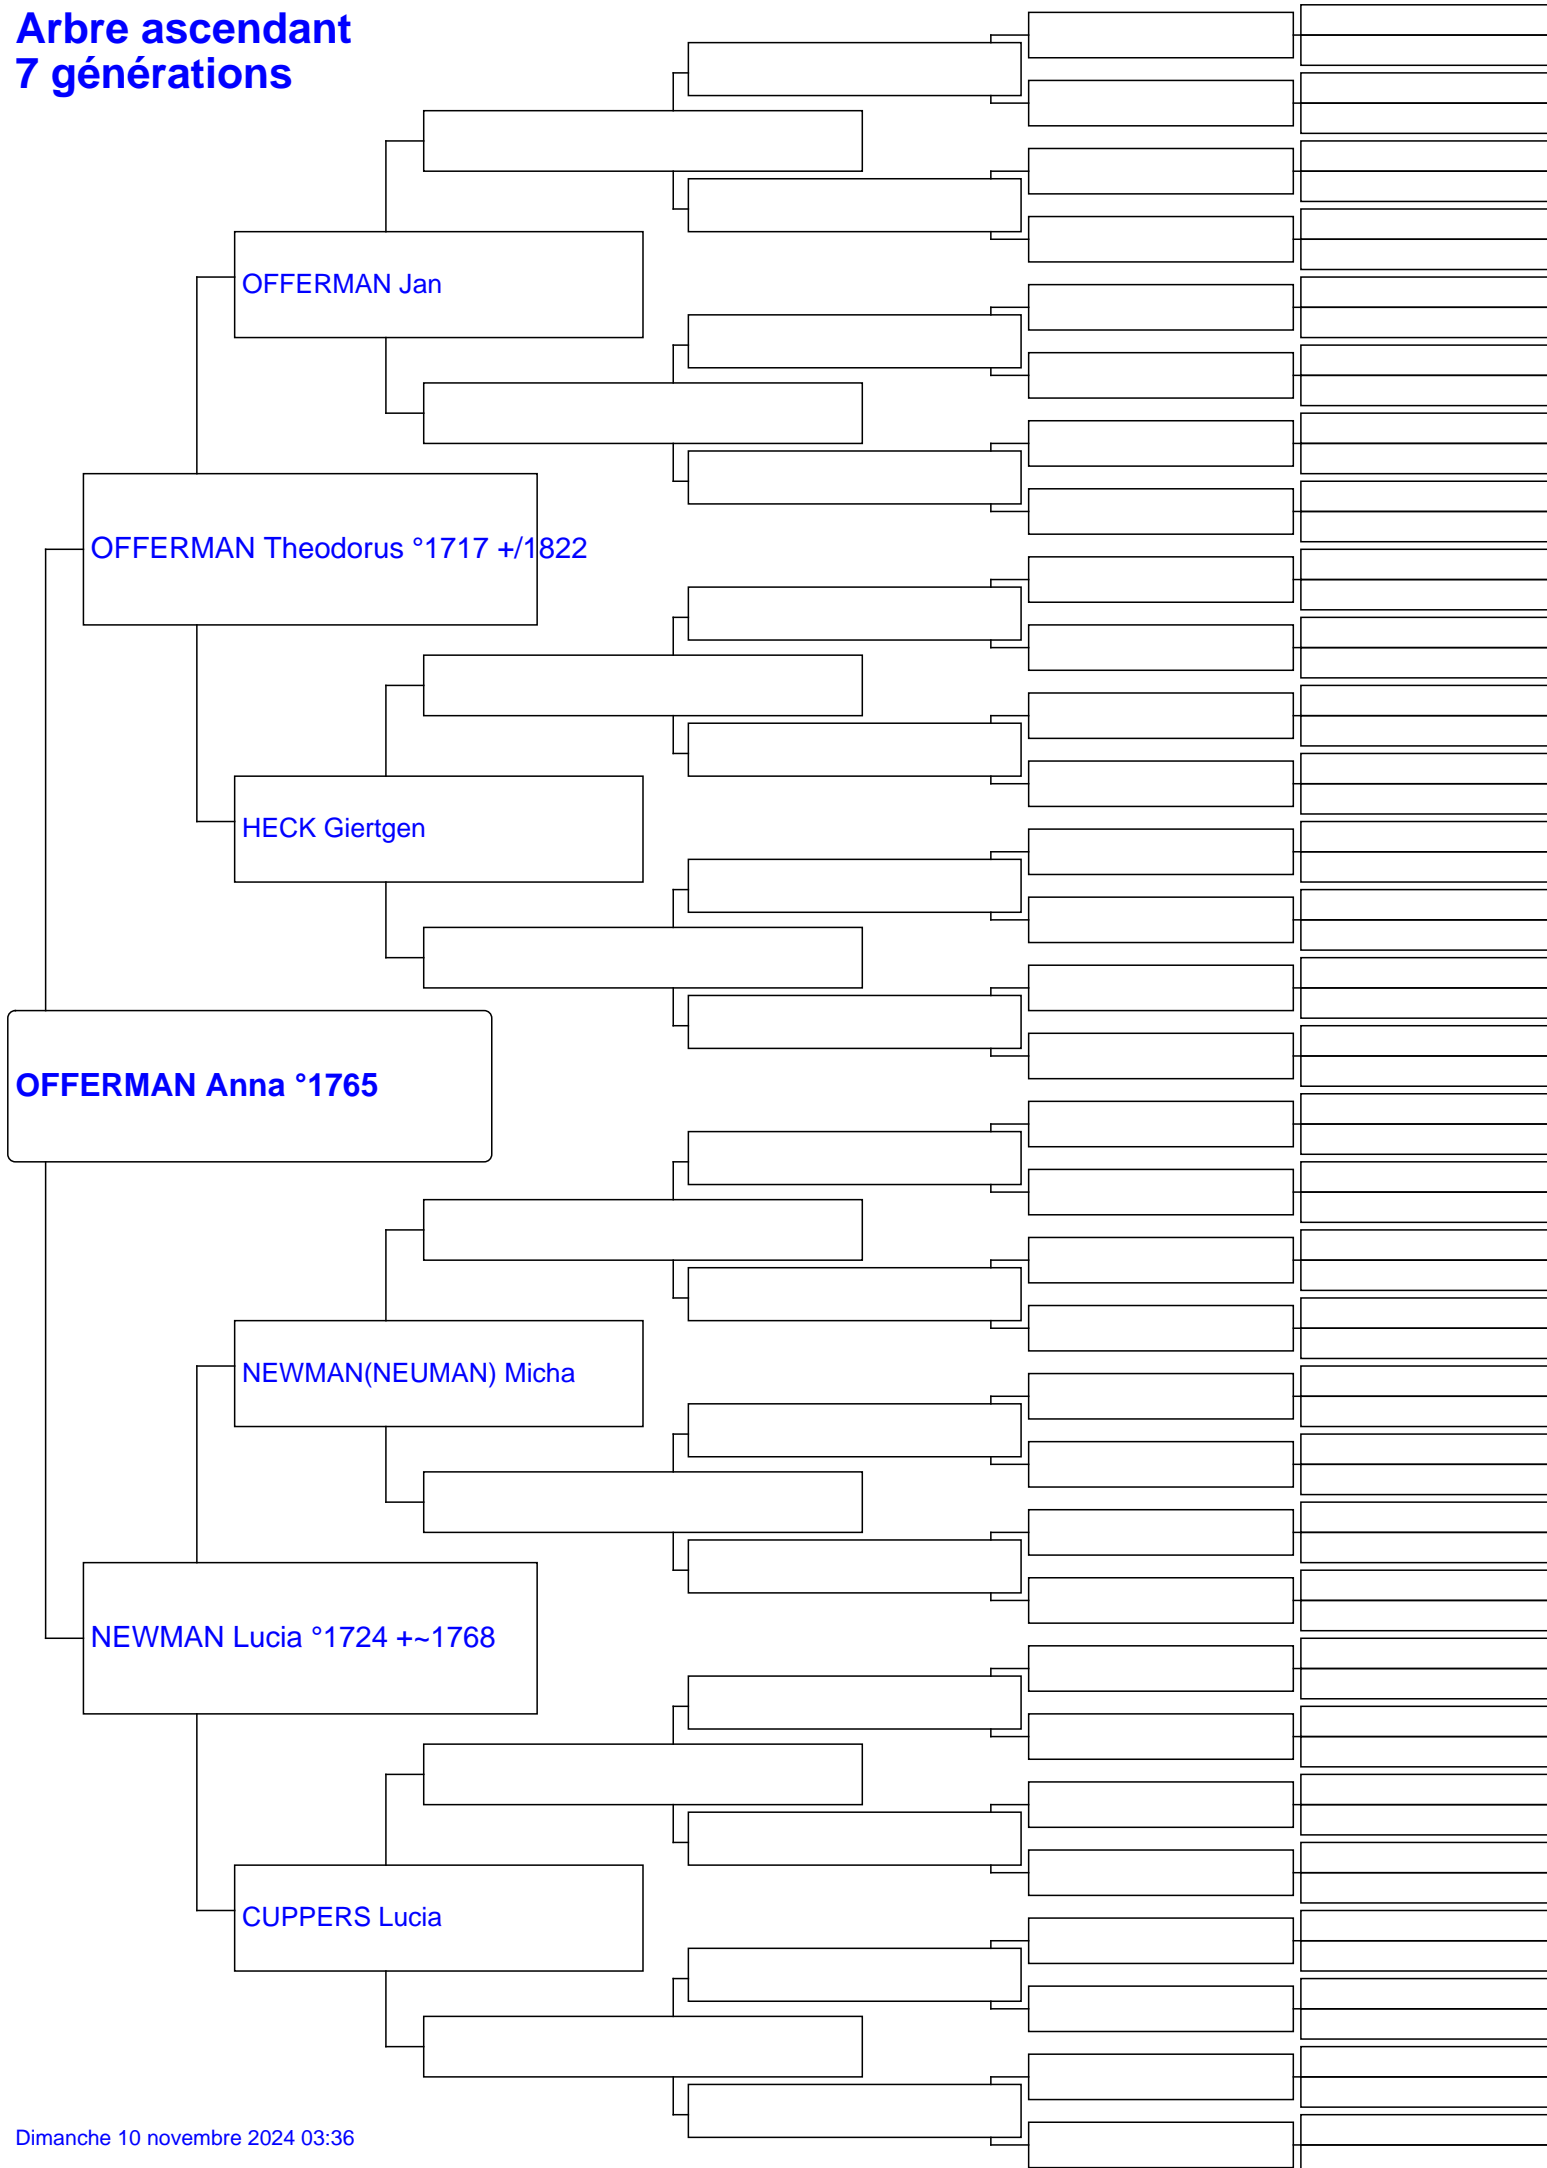 Arbre ascendant
7 générations
OFFERMAN Jan
OFFERMAN Theodorus °1717 +/1822
HECK Giertgen
OFFERMAN Anna °1765
NEWMAN(NEUMAN) Micha
NEWMAN Lucia °1724 +~1768
CUPPERS Lucia
Dimanche 10 novembre 2024 03:36